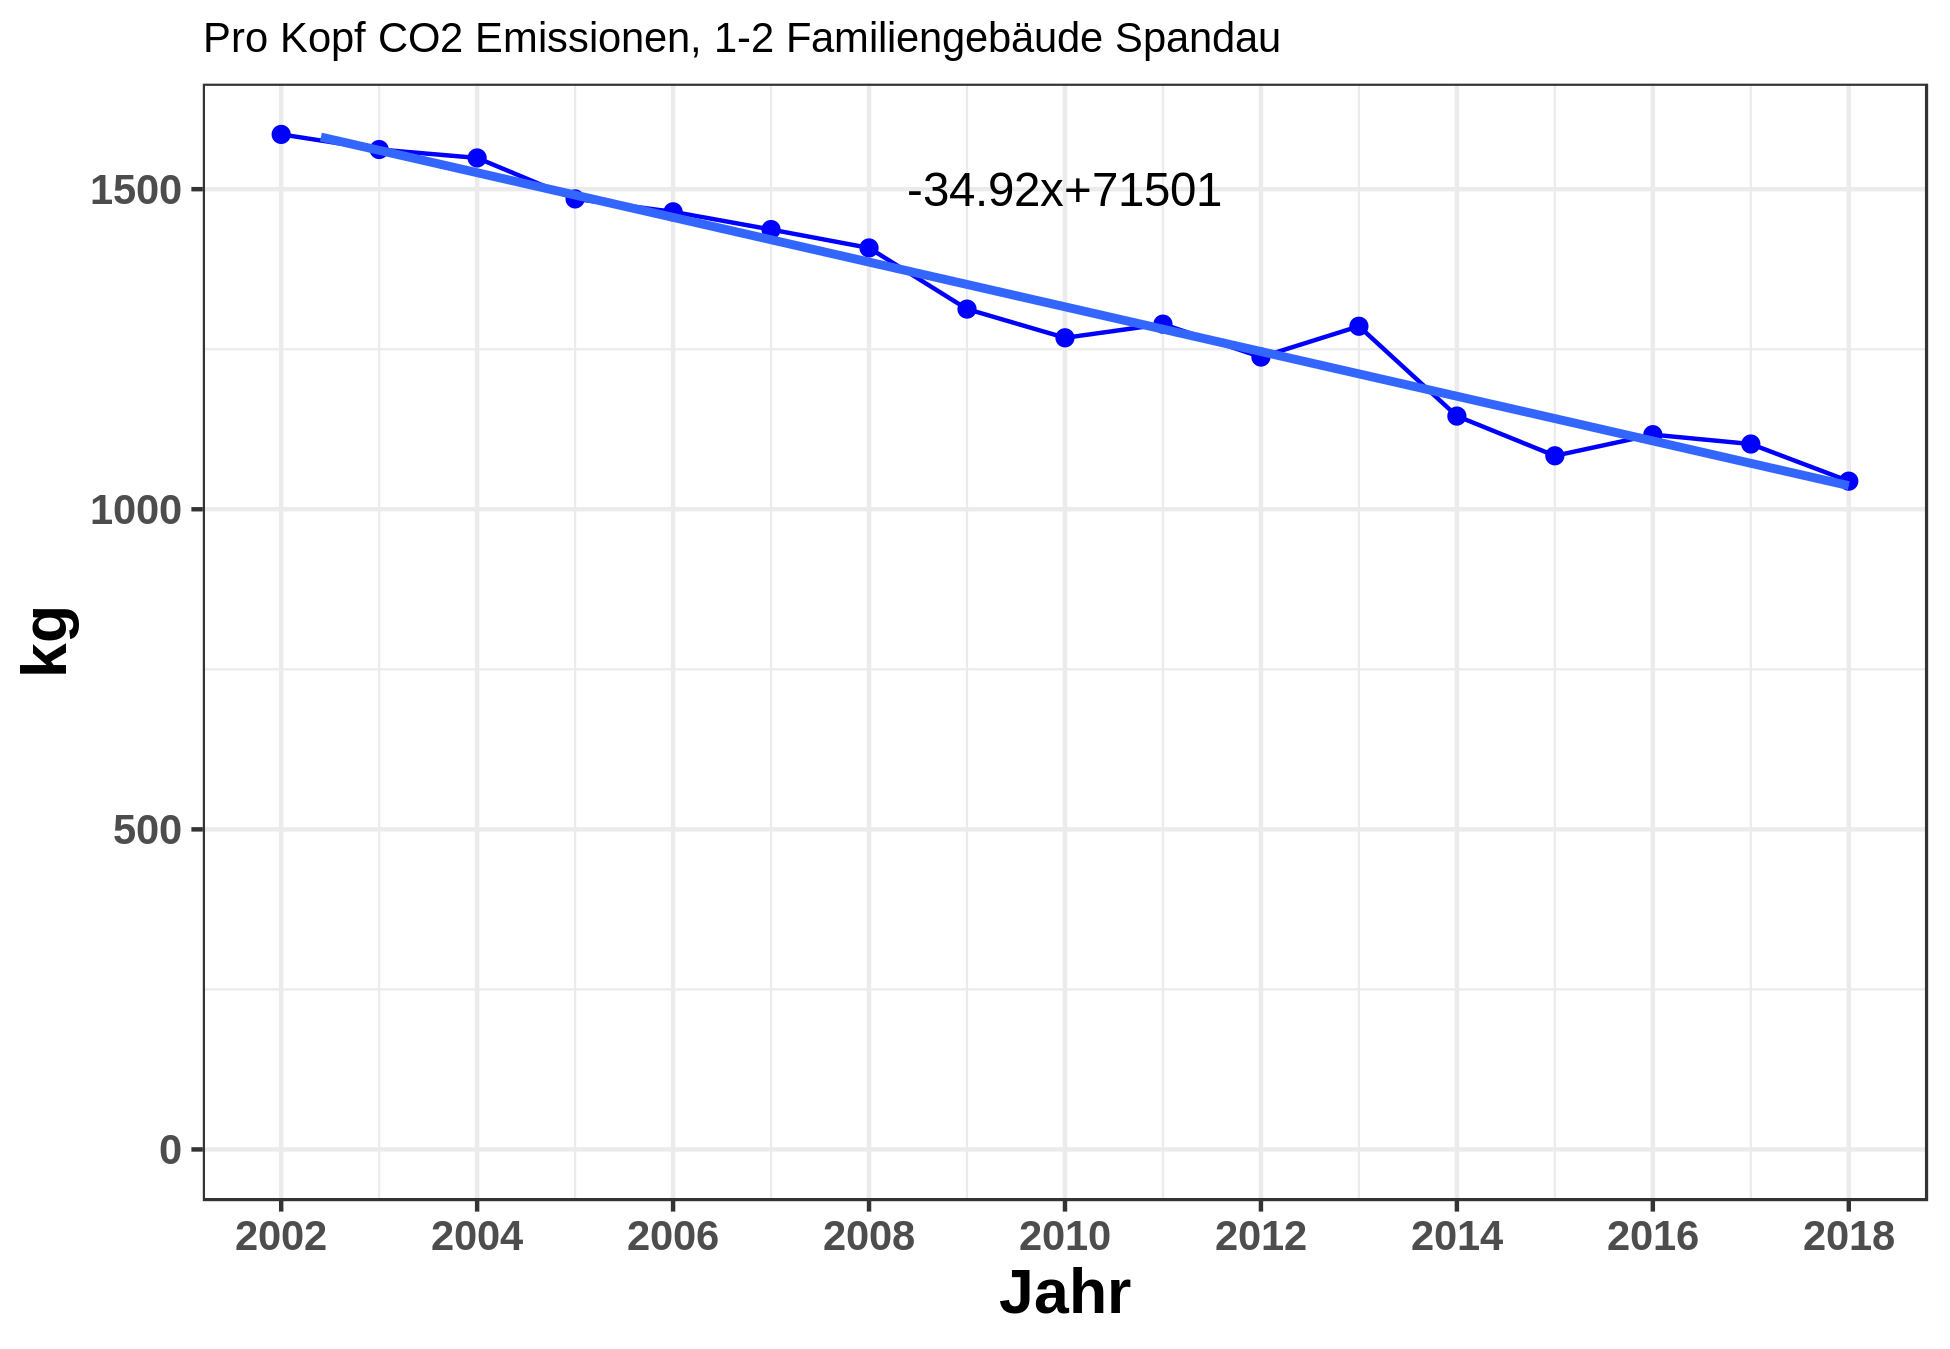 Pro Kopf CO2 Emissionen, 1-2 Familiengebäude Spandau
-34.92x+71501
1500
1000
500
0
kg
2002 2004 2006 2008 2010 2012 2014 2016 2018
Jahr